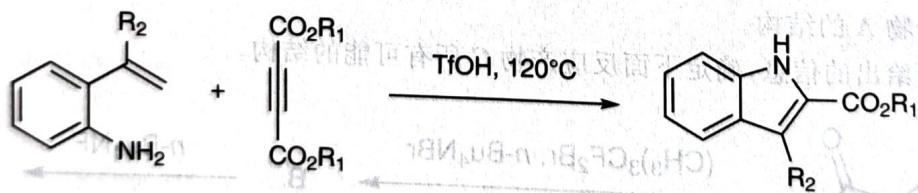 R₂
CO₂R₁
NH₂
+
CO₂R₁
TfOH, 120°C
H
N
CO₂R₁
R₂